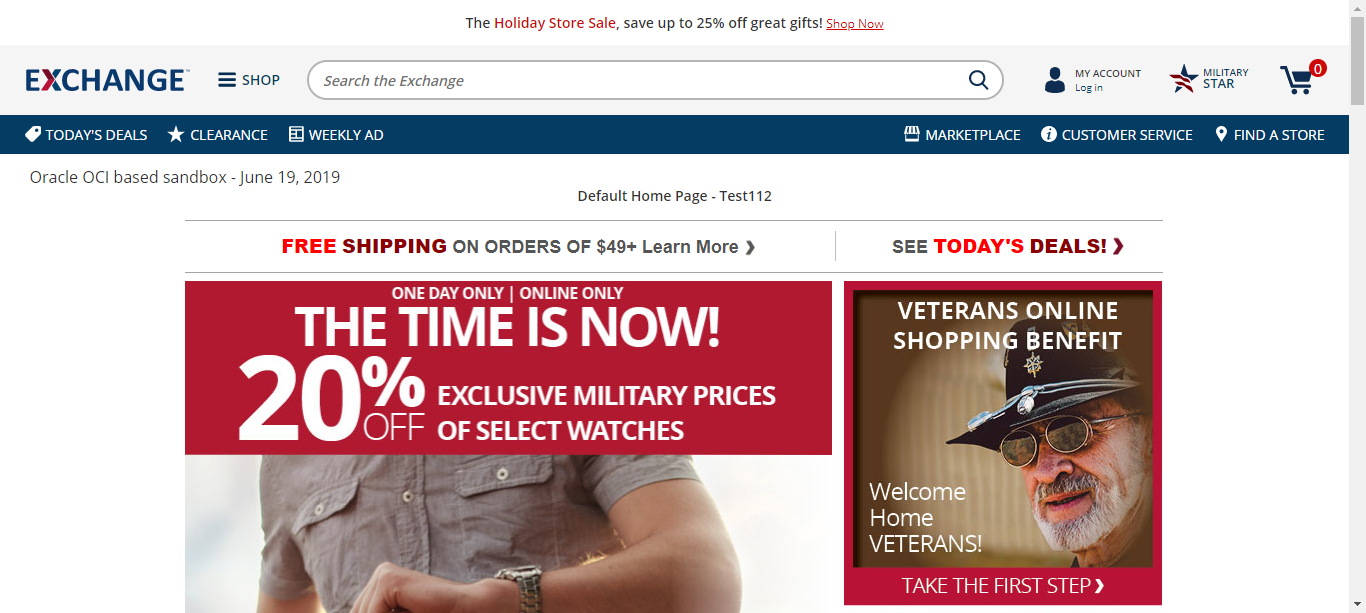 The Holiday Store Sale, save up to 25% off great gifts! Shop Now
EXCHANGE™
SHOP
Search the Exchange
MY ACCOUNT
Log in
MILITARY
STAR
0
TODAY'S DEALS
CLEARANCE
WEEKLY AD
MARKETPLACE
CUSTOMER SERVICE
FIND A STORE
Oracle OCI based sandbox - June 19, 2019
Default Home Page - Test112
FREE SHIPPING ON ORDERS OF $49+ Learn More ❯
SEE TODAY'S DEALS! ❯
ONE DAY ONLY | ONLINE ONLY
THE TIME IS NOW!
20% OFF
EXCLUSIVE MILITARY PRICES
OF SELECT WATCHES
VETERANS ONLINE
SHOPPING BENEFIT
Welcome
Home
VETERANS!
TAKE THE FIRST STEP ❯